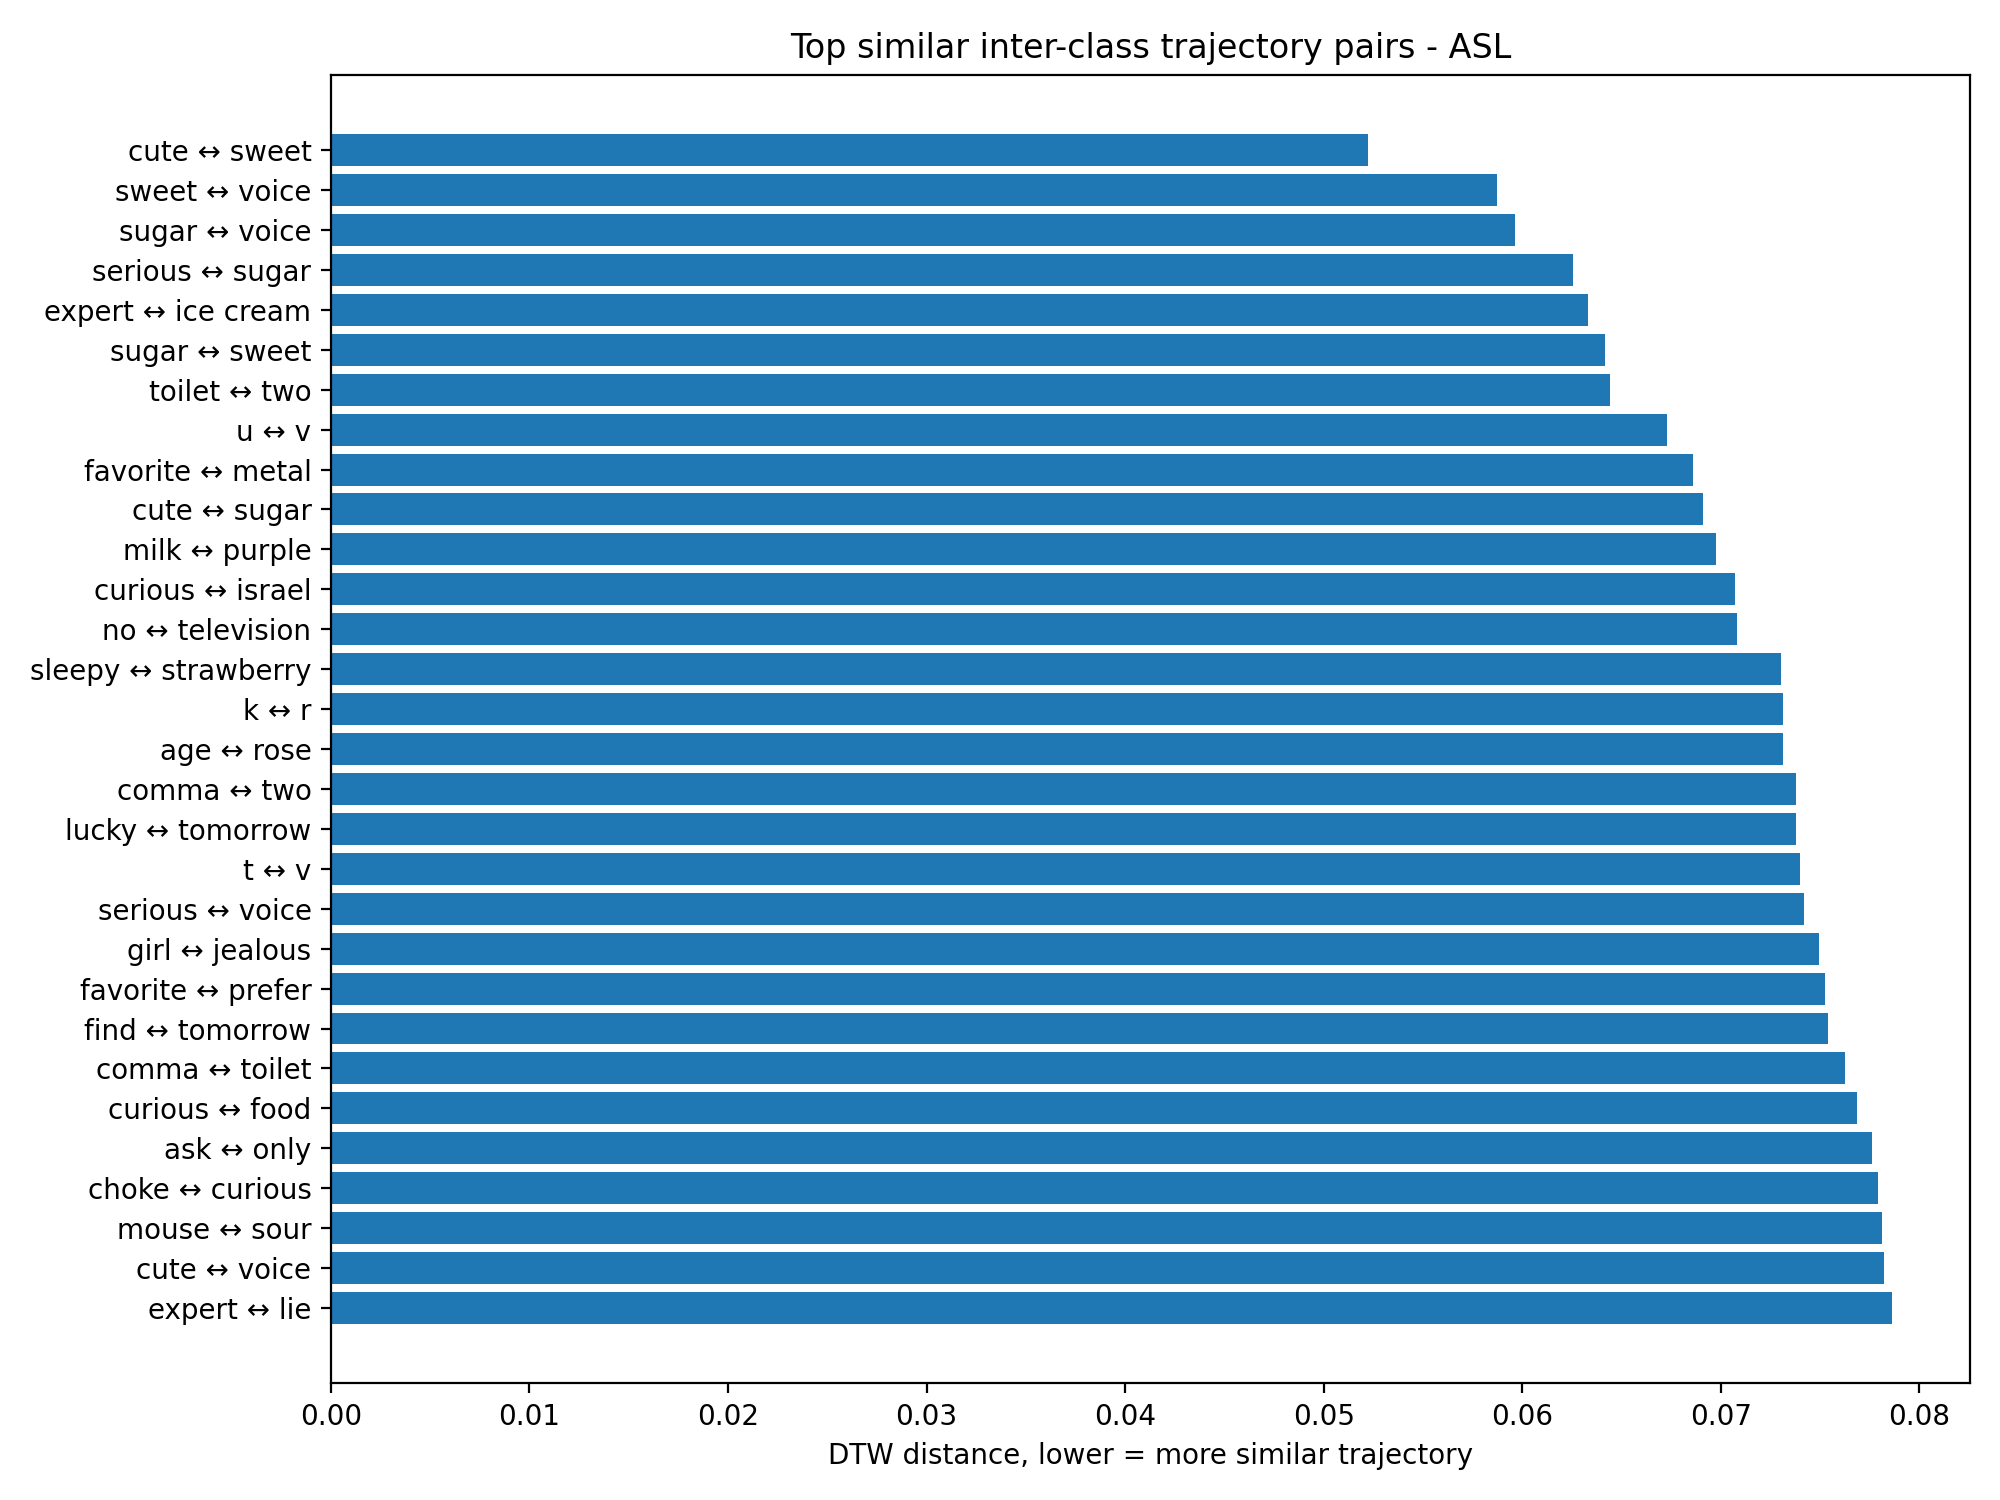 Top similar inter-class trajectory pairs - ASL
cute ↔ sweet
sweet ↔ voice
sugar ↔ voice
serious ↔ sugar
expert ↔ ice cream
sugar ↔ sweet
toilet ↔ two
u ↔ v
favorite ↔ metal
cute ↔ sugar
milk ↔ purple
curious ↔ israel
no ↔ television
sleepy ↔ strawberry
k ↔ r
age ↔ rose
comma ↔ two
lucky ↔ tomorrow
t ↔ v
serious ↔ voice
girl ↔ jealous
favorite ↔ prefer
find ↔ tomorrow
comma ↔ toilet
curious ↔ food
ask ↔ only
choke ↔ curious
mouse ↔ sour
cute ↔ voice
expert ↔ lie
0.00 0.01 0.02 0.03 0.04 0.05 0.06 0.07 0.08
DTW distance, lower = more similar trajectory